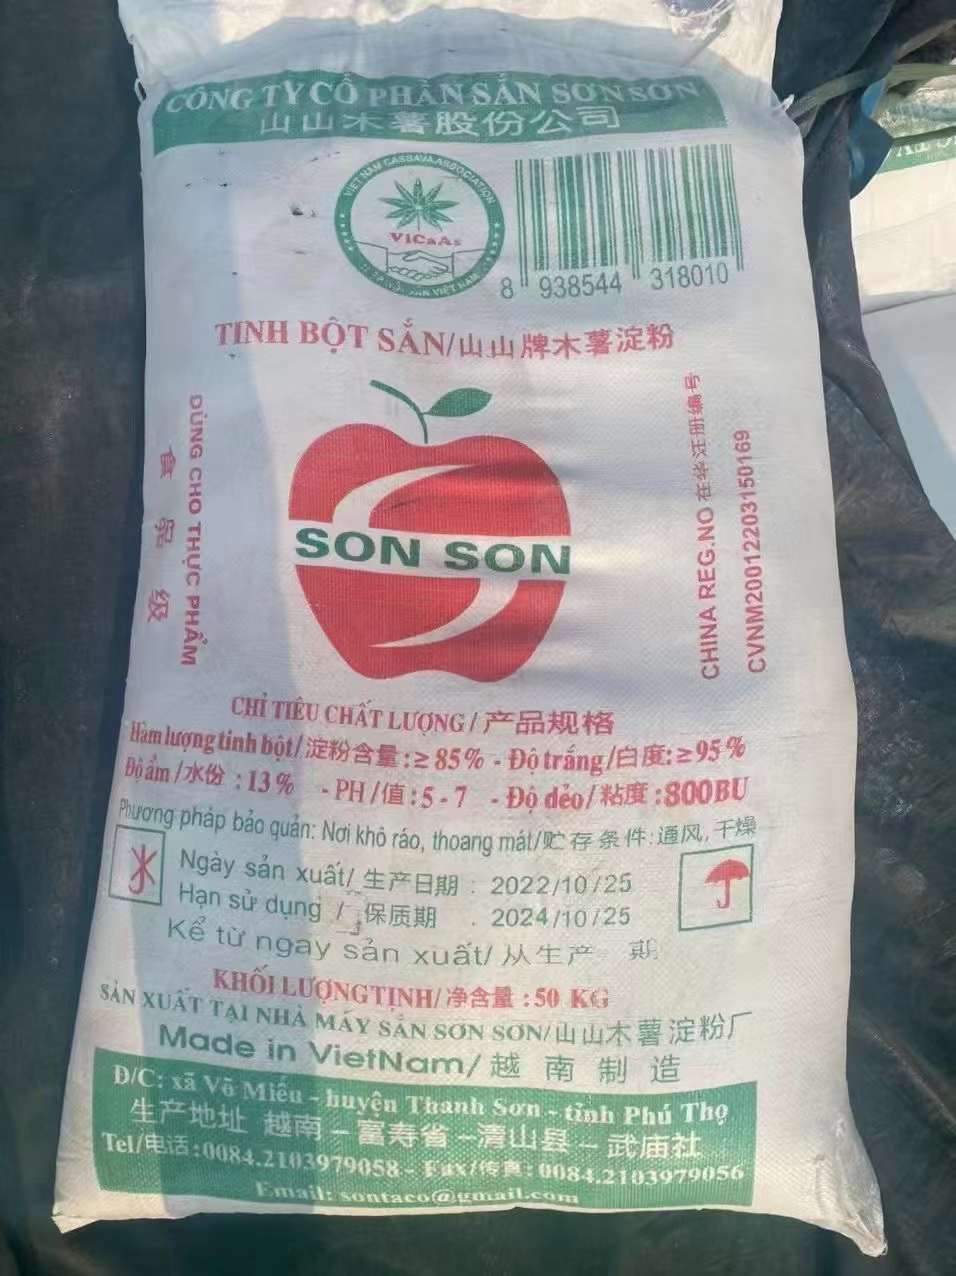 CÔNG TY CỔ PHẦN SẮN SƠN SƠN
山山木薯股份公司
VIET NAM CASSAVA ASSOCIATION
ViCaAs
VIỆT NAM
8 938544 318010
TINH BỘT SẮN/山山牌木薯淀粉
DÙNG CHO THỰC PHẨM
食品级
SON SON
CHINA REG.NO 在华注册编号
CVNM20012203150169
CHỈ TIÊU CHẤT LƯỢNG/产品规格
Hàm lượng tinh bột/淀粉含量:≥85% - Độ trắng/白度:≥95%
Độ ẩm/水份:13% - PH/值:5-7 - Độ dẻo/粘度:800BU
Phương pháp bảo quản: Nơi khô ráo, thoang mát/贮存条件:通风,干燥
Ngày sản xuất/生产日期: 2022/10/25
Hạn sử dụng / 保质期 : 2024/10/25
Kể từ ngay sản xuất/从生产 期
KHỐI LƯỢNG TỊNH/净含量:50 KG
SẢN XUẤT TẠI NHÀ MÁY SẮN SƠN SƠN/山山木薯淀粉厂
Made in VietNam/越南制造
Đ/C: xã Võ Miếu - huyện Thanh Sơn - tỉnh Phú Thọ
生产地址 越南-富寿省-清山县-武庙社
Tel/电话:0084.2103979058 - Fax/传真:0084.2103979056
Email: sontaco@gmail.com